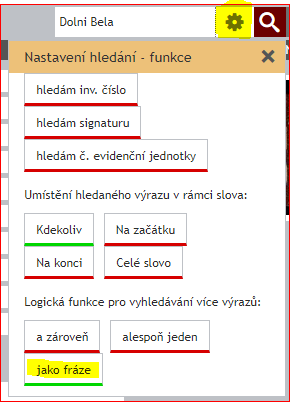 Dolni Bela
Nastavení hledání - funkce
hledám inv. číslo
hledám signaturu
hledám č. evidenční jednotky
Umístění hledaného výrazu v rámci slova:
Kdekoliv Na začátku
Na konci Celé slovo
Logická funkce pro vyhledávání více výrazů:
a zároveň alespoň jeden
jako fráze